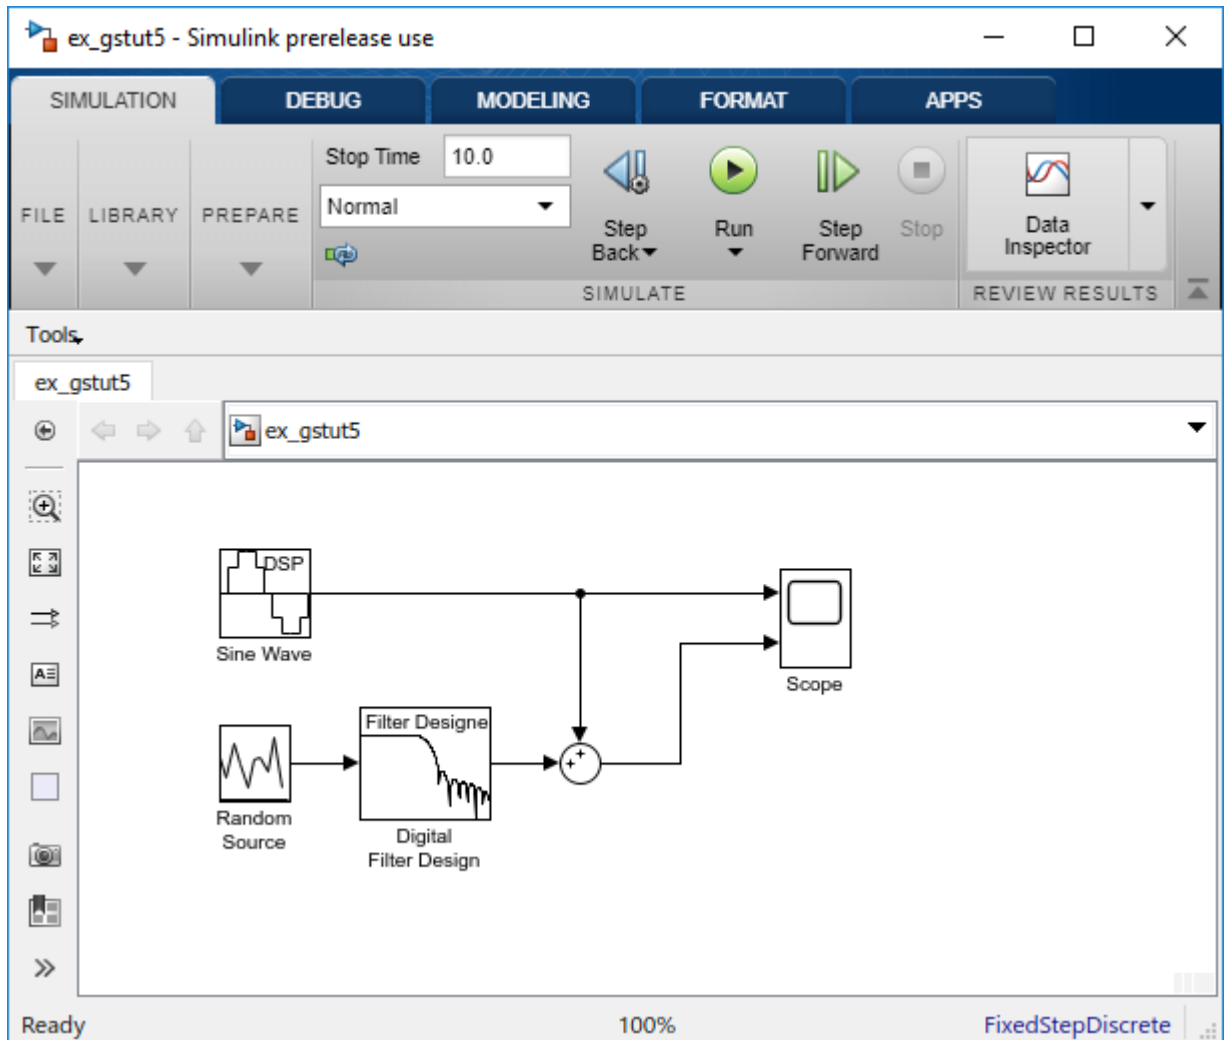 ex_gstut5 - Simulink prerelease use
SIMULATION DEBUG MODELING FORMAT APPS
FILE
LIBRARY
PREPARE
Stop Time 10.0
Normal
Step
Back
Run
Step
Forward
Stop
SIMULATE
Data
Inspector
REVIEW RESULTS
Tools
ex_gstut5
ex_gstut5
DSP
Sine Wave
Scope
Random
Source
Filter Designe
Digital
Filter Design
Ready 100% FixedStepDiscrete